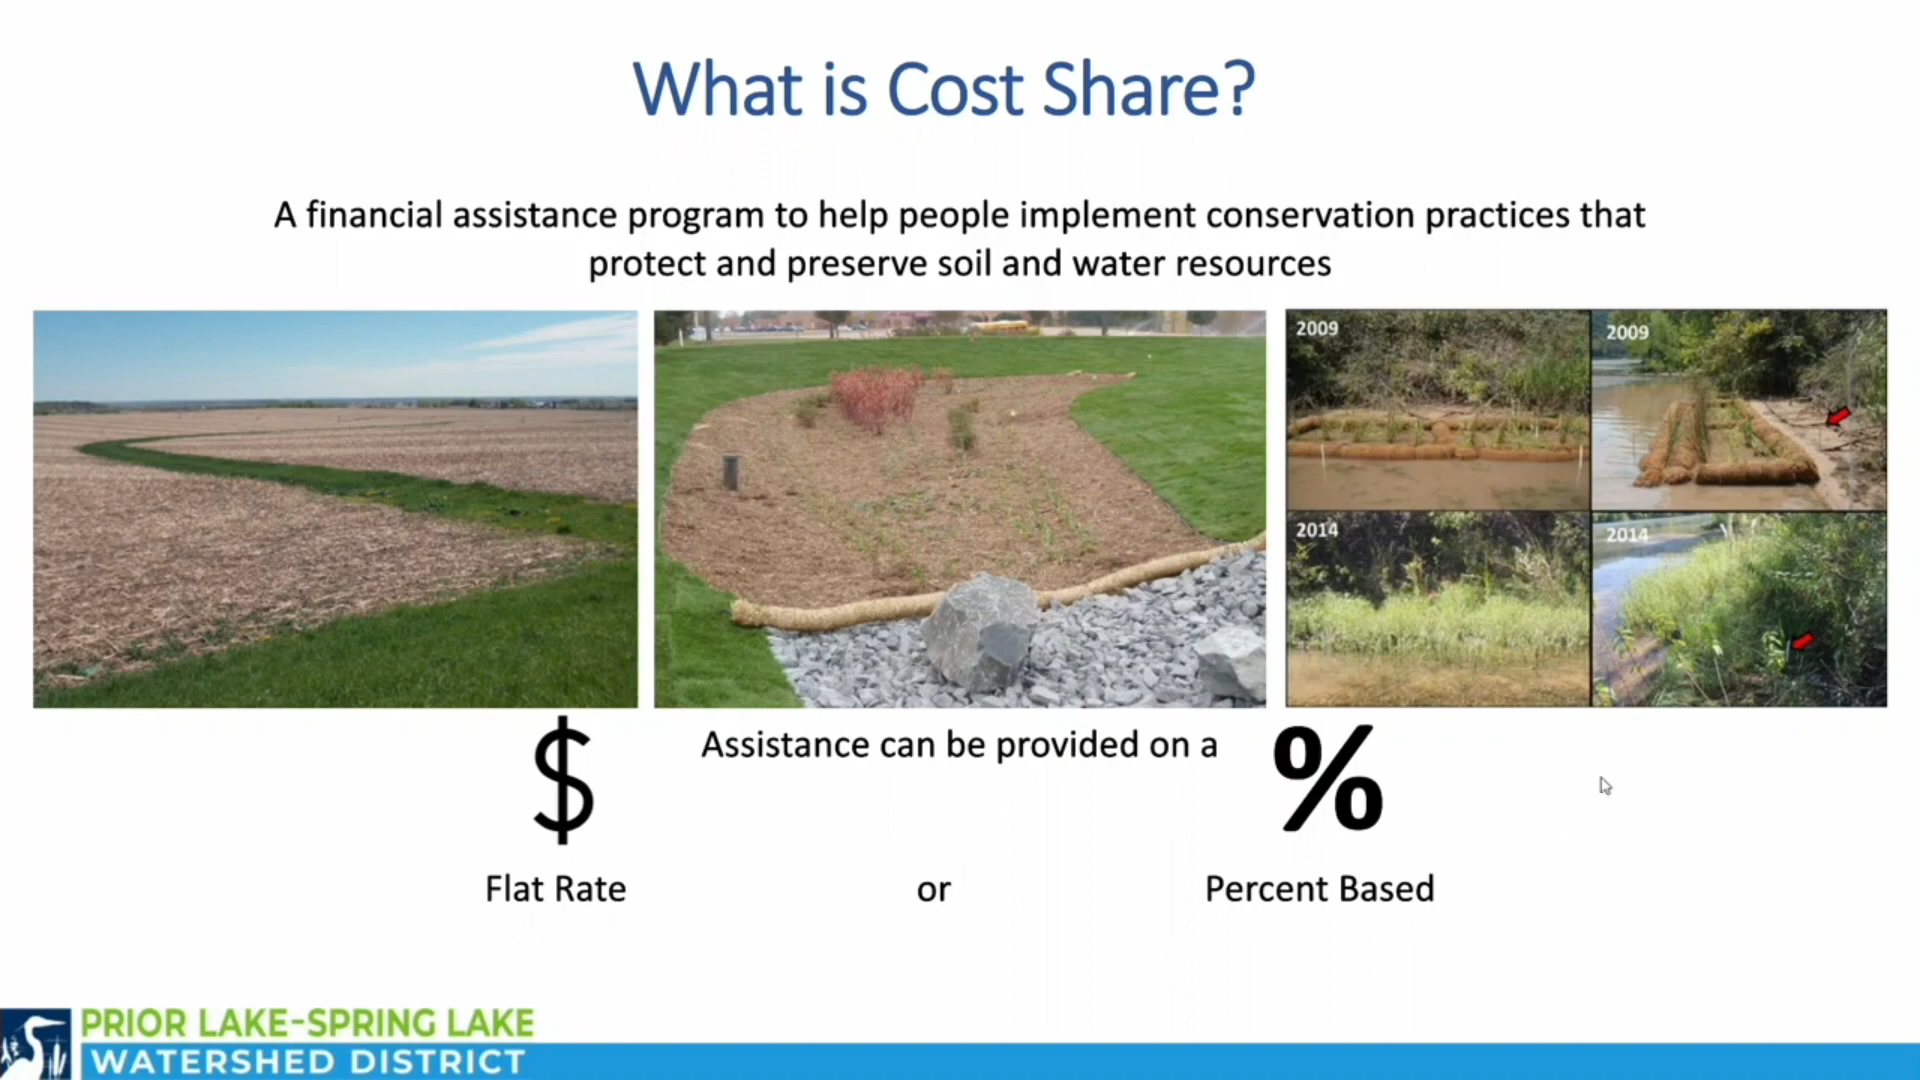 What is Cost Share?
A financial assistance program to help people implement conservation practices that
protect and preserve soil and water resources
2009
2009
2014
2014
$
Assistance can be provided on a
%
Flat Rate
or
Percent Based
PRIOR LAKE-SPRING LAKE
WATERSHED DISTRICT